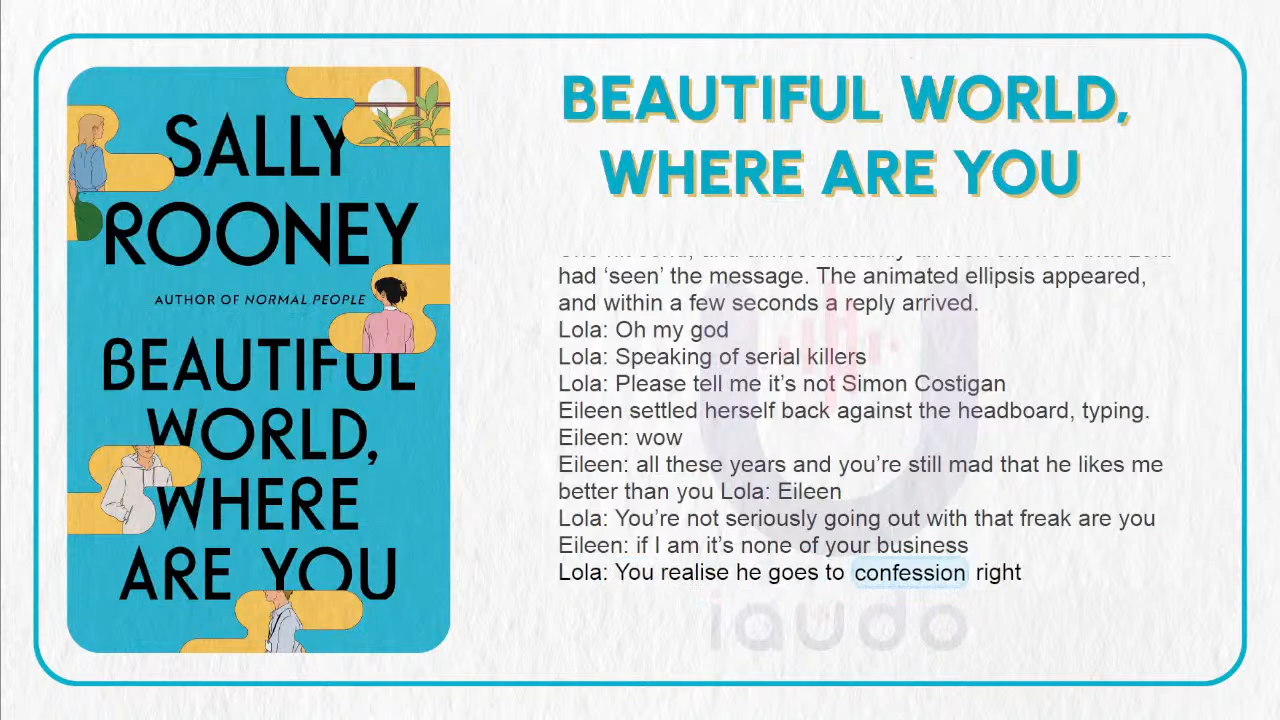 SALLY
ROONEY
AUTHOR OF NORMAL PEOPLE
BEAUTIFUL
WORLD,
WHERE
ARE YOU
BEAUTIFUL WORLD,
WHERE ARE YOU
had ‘seen’ the message. The animated ellipsis appeared,
and within a few seconds a reply arrived.
Lola: Oh my god
Lola: Speaking of serial killers
Lola: Please tell me it’s not Simon Costigan
Eileen settled herself back against the headboard, typing.
Eileen: wow
Eileen: all these years and you’re still mad that he likes me
better than you Lola: Eileen
Lola: You’re not seriously going out with that freak are you
Eileen: if I am it’s none of your business
Lola: You realise he goes to confession right
iaudo